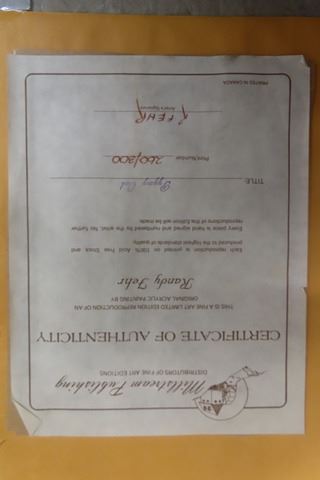 Millstream Publishing
DISTRIBUTORS OF FINE ART EDITIONS
CERTIFICATE OF AUTHENTICITY
THIS IS FINE ART LIMITED EDITION REPRODUCTION OF AN
ORIGINAL ACRYLIC PAINTING BY
Randy Fehr
Each reproduction is printed on 100% Acid Free and Stock and
produced to the highest standards of quality.
Every piece is hand signed and numbered by the artist. No further
reproductions of this Edition will be made.
TITLE:
Print Number 260/300
R FEHR
Artist's Signature
PRINTED IN CANADA